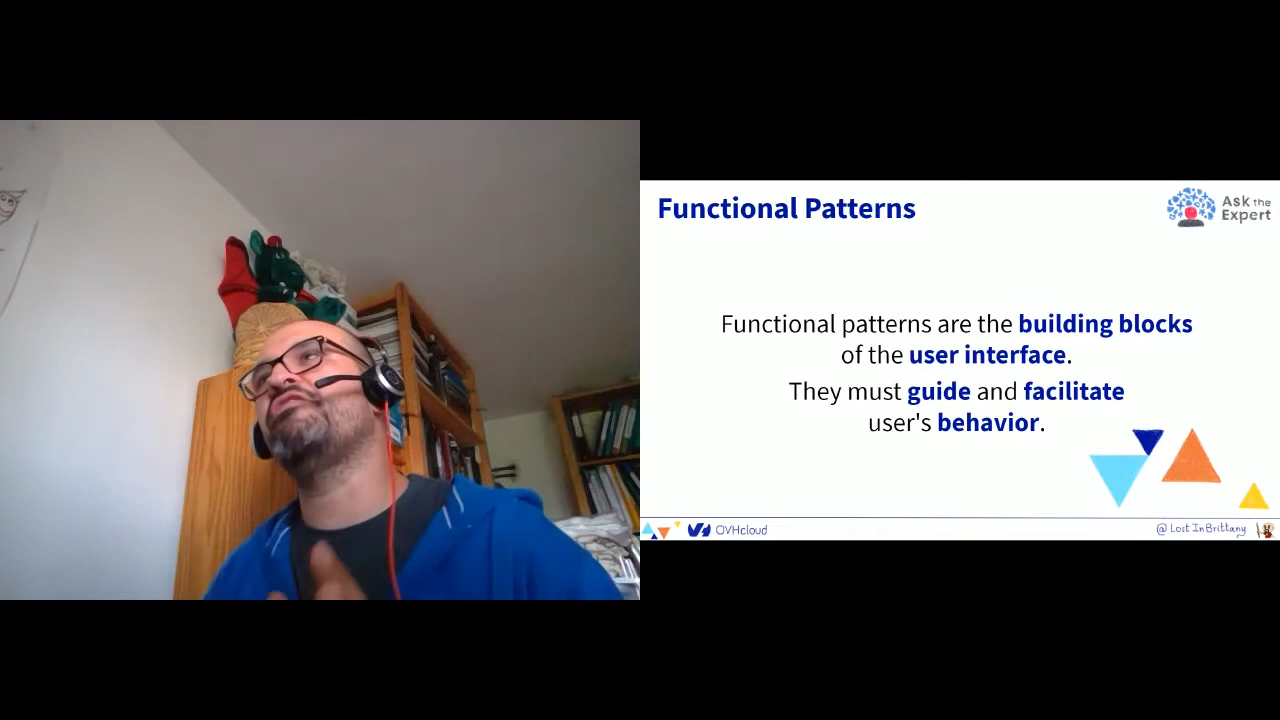 Functional Patterns
Ask the
Expert
Functional patterns are the building blocks
of the user interface.
They must guide and facilitate
user's behavior.
OVHcloud
@LostInBrittany